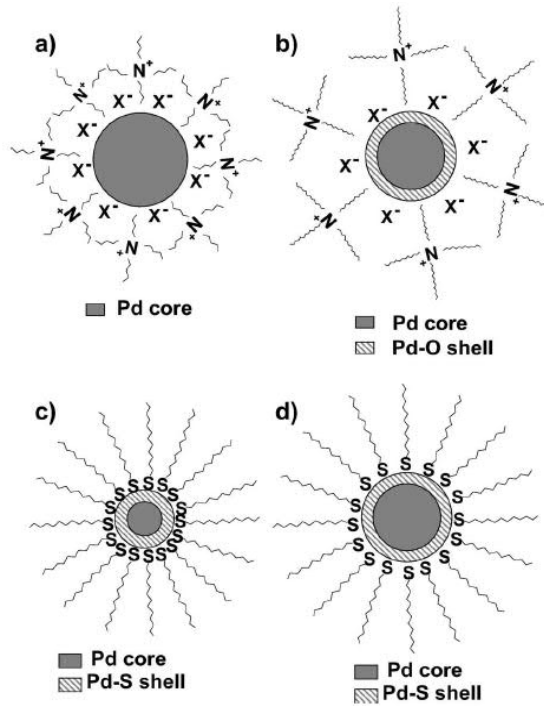 a)
N+
N+
N+
N+
N+
N+
N+
N+
X-
X-
X-
X-
X-
X-
X-
X-
Pd core
b)
N+
N+
N+
N+
N+
N+
X-
X-
X-
X-
X-
X-
Pd core
Pd-O shell
c)
S S S S S S S S S S S S S S S S
Pd core
Pd-S shell
d)
S S S S S S S S S S S S S S S S
Pd core
Pd-S shell